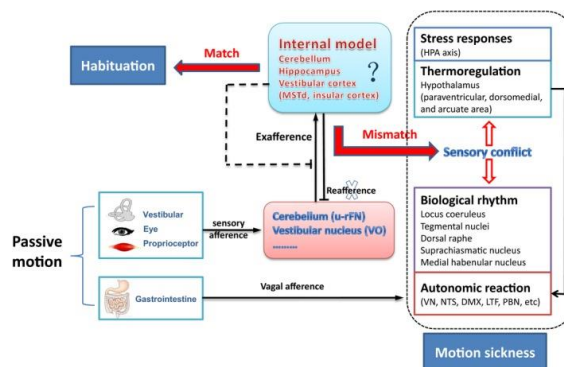 Habituation
Match
Internal model
Cerebellum
Hippocampus
Vestibular cortex
(MSTd, insular cortex)
?
Exafference
Mismatch
Reafference
Passive
motion
Vestibular
Eye
Proprioceptor
sensory
afference
Cerebellum (u-rFN)
Vestibular nucleus (VO)
.........
Gastrointestine
Vagal afference
Stress responses
(HPA axis)
Thermoregulation
Hypothalamus
(paraventricular, dorsomedial,
and arcuate area)
Sensory conflict
Biological rhythm
Locus coeruleus
Tegmental nuclei
Dorsal raphe
Suprachiasmatic nucleus
Medial habenular nucleus
Autonomic reaction
(VN, NTS, DMX, LTF, PBN, etc)
Motion sickness